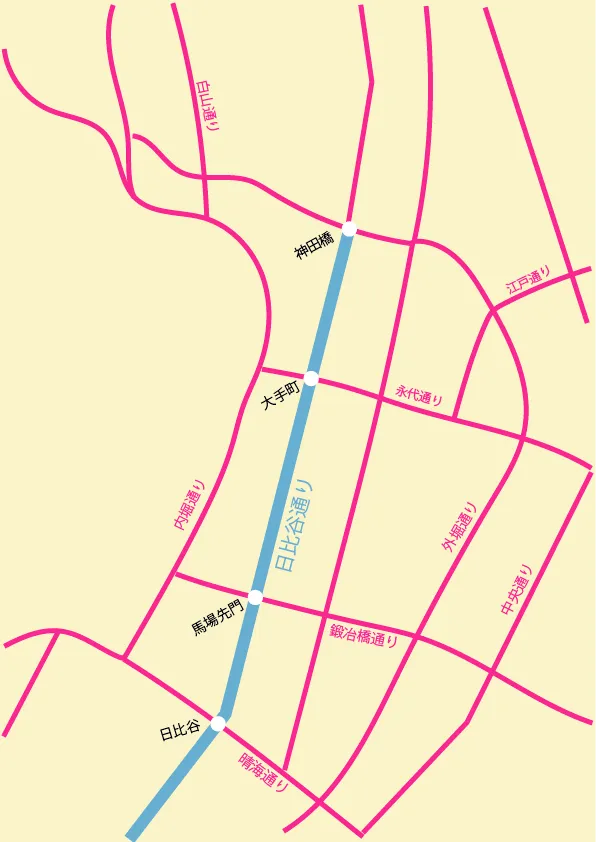 白山通り
神田橋
江戸通り
大手町
永代通り
日比谷通り
内堀通り
外堀通り
中央通り
馬場先門
鍛冶橋通り
日比谷
晴海通り